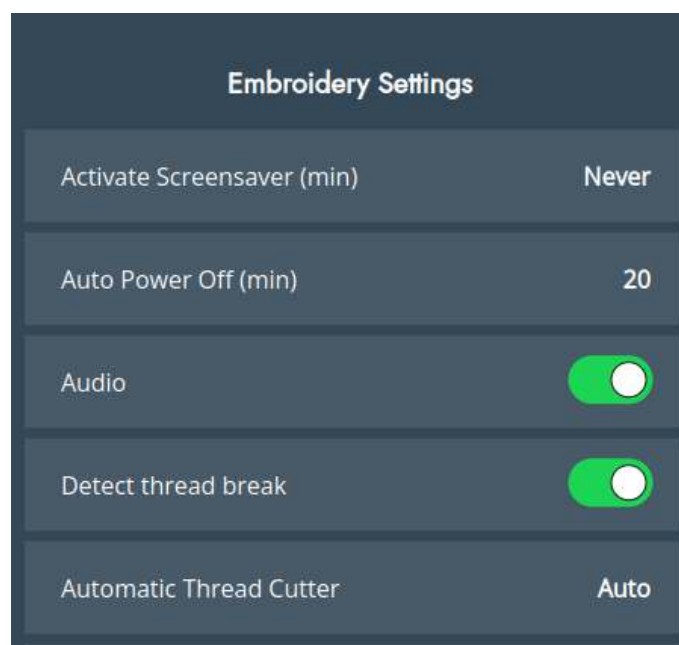 Embroidery Settings
Activate Screensaver (min) Never
Auto Power Off (min) 20
Audio
Detect thread break
Automatic Thread Cutter Auto